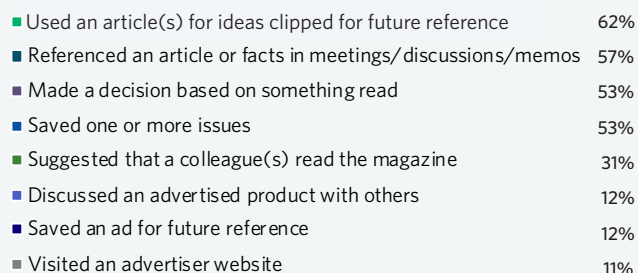 Used an article(s) for ideas clipped for future reference 62%
Referenced an article or facts in meetings/discussions/memos 57%
Made a decision based on something read 53%
Saved one or more issues 53%
Suggested that a colleague(s) read the magazine 31%
Discussed an advertised product with others 12%
Saved an ad for future reference 12%
Visited an advertiser website 11%